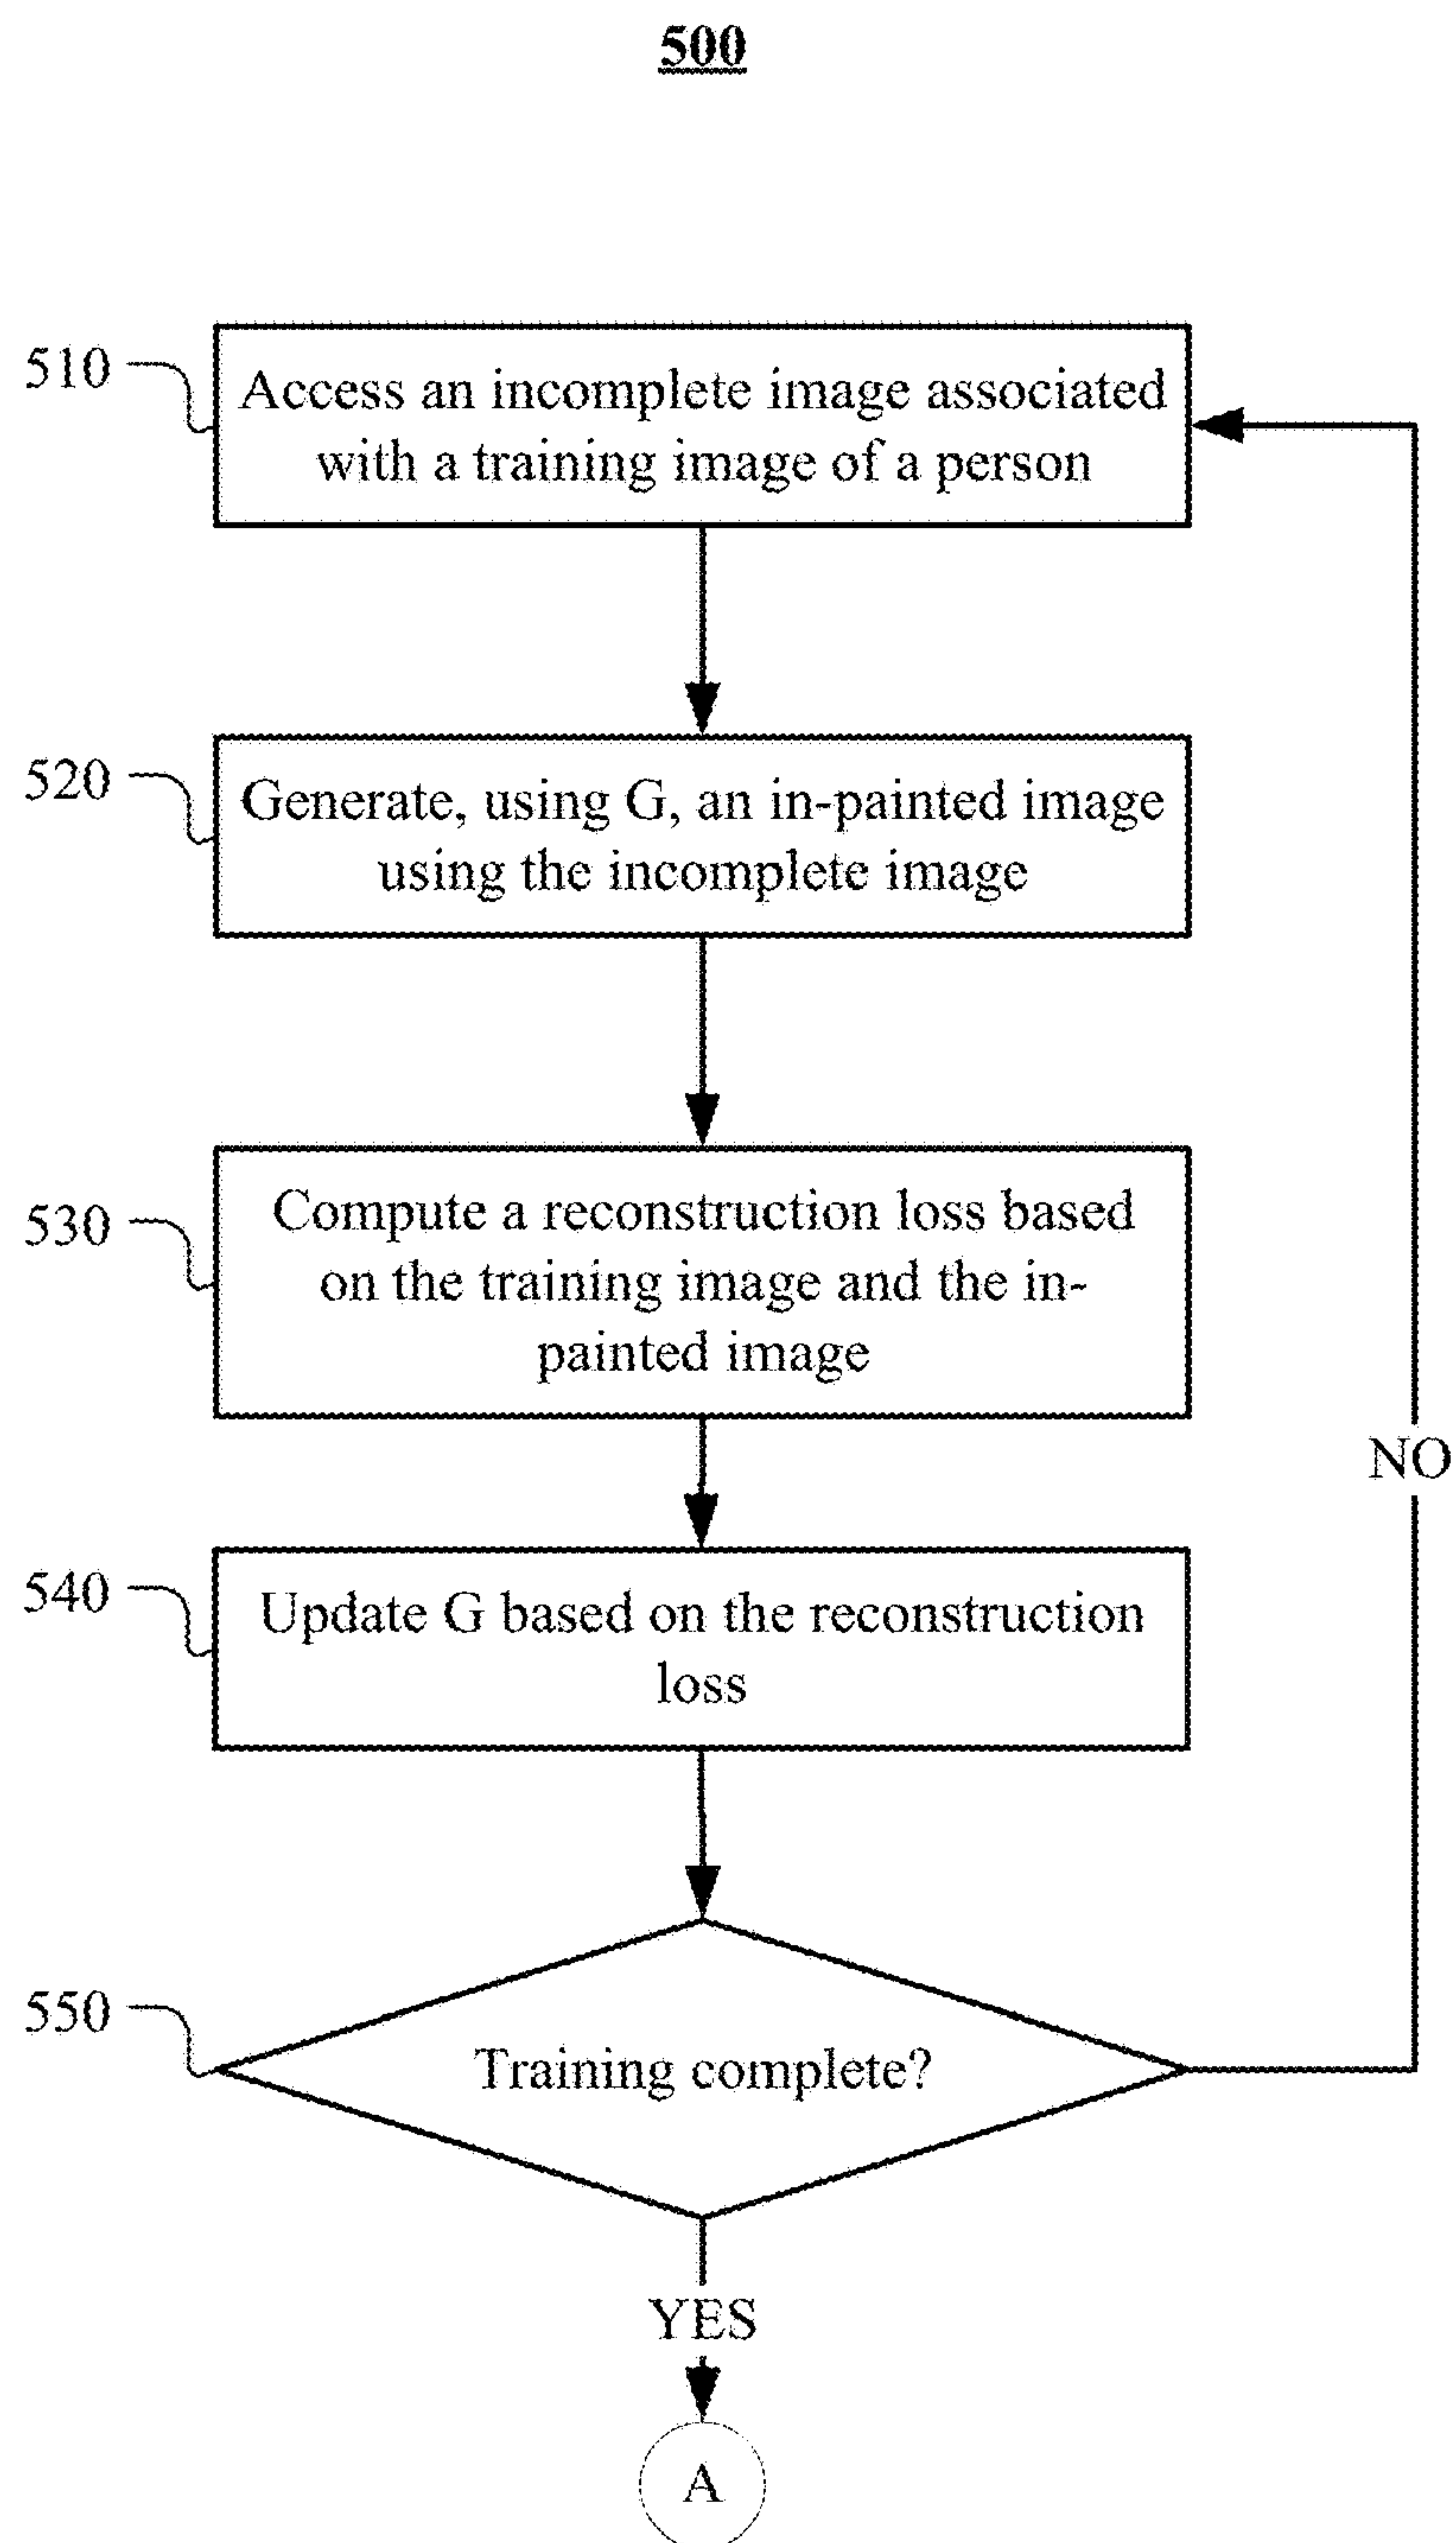 500
510
Access an incomplete image associated
with a training image of a person
520
Generate, using G, an in-painted image
using the incomplete image
530
Compute a reconstruction loss based
on the training image and the in-
painted image
NO
540
Update G based on the reconstruction
loss
550
Training complete?
YES
A